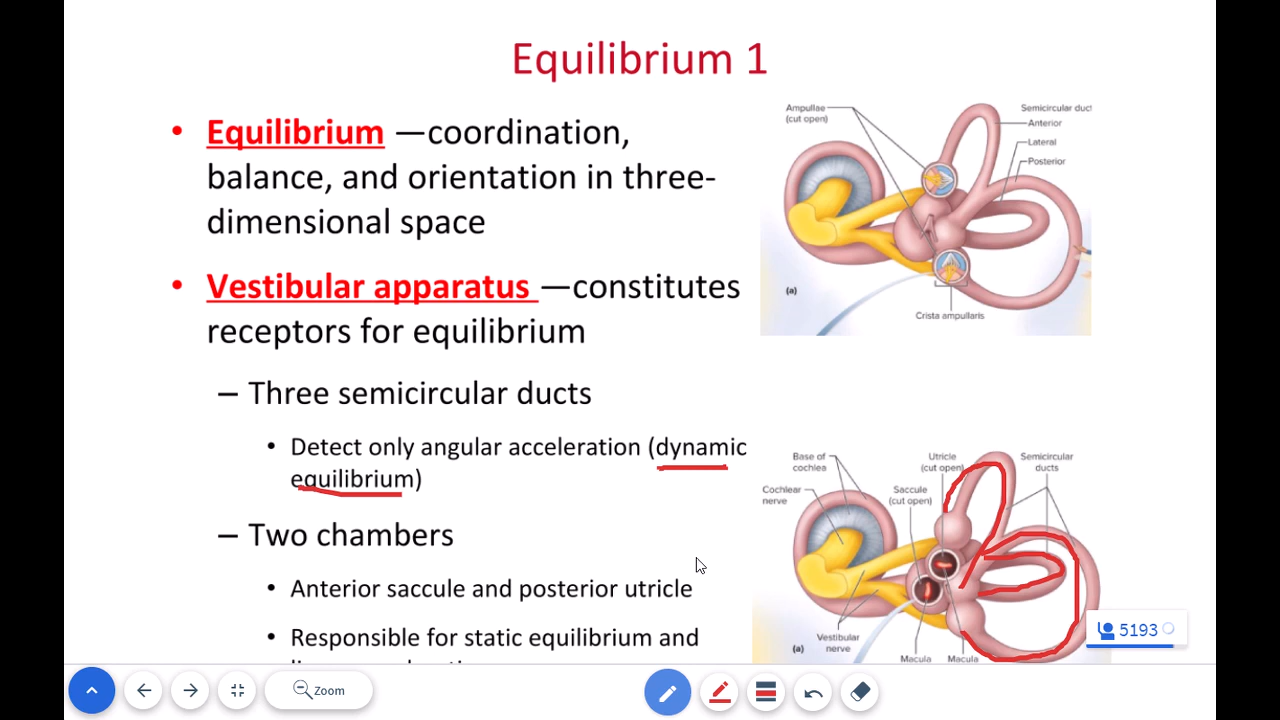 Equilibrium 1
• Equilibrium —coordination,
balance, and orientation in three-
dimensional space
• Vestibular apparatus —constitutes
receptors for equilibrium
– Three semicircular ducts
• Detect only angular acceleration (dynamic
equilibrium)
– Two chambers
• Anterior saccule and posterior utricle
• Responsible for static equilibrium and
Ampullae
(cut open)
Semicircular duct
Anterior
Lateral
Posterior
(a)
Crista ampullaris
Base of
cochlea
Utricle
(cut open)
Semicircular
ducts
Cochlear
nerve
Saccule
(cut open)
Vestibular
nerve
(a)
Macula
Macula
5193
Zoom